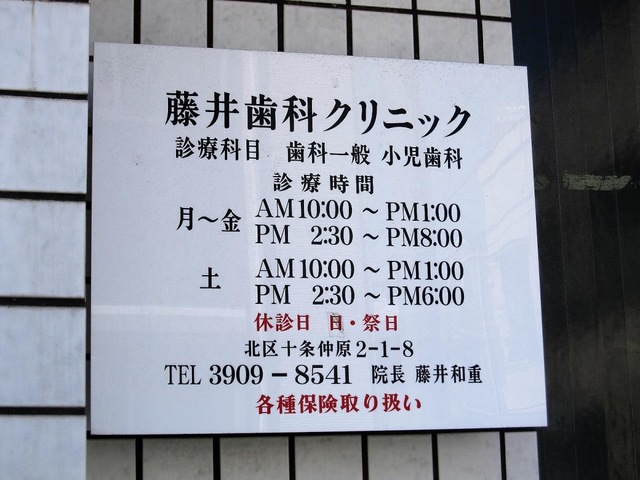 藤井歯科クリニック
診療科目 歯科一般 小児歯科
診療時間
月～金 AM10:00～PM1:00
PM 2:30～PM8:00
土 AM10:00～PM1:00
PM 2:30～PM6:00
休診日 日・祭日
北区十条仲原2-1-8
TEL 3909-8541 院長 藤井和重
各種保険取り扱い